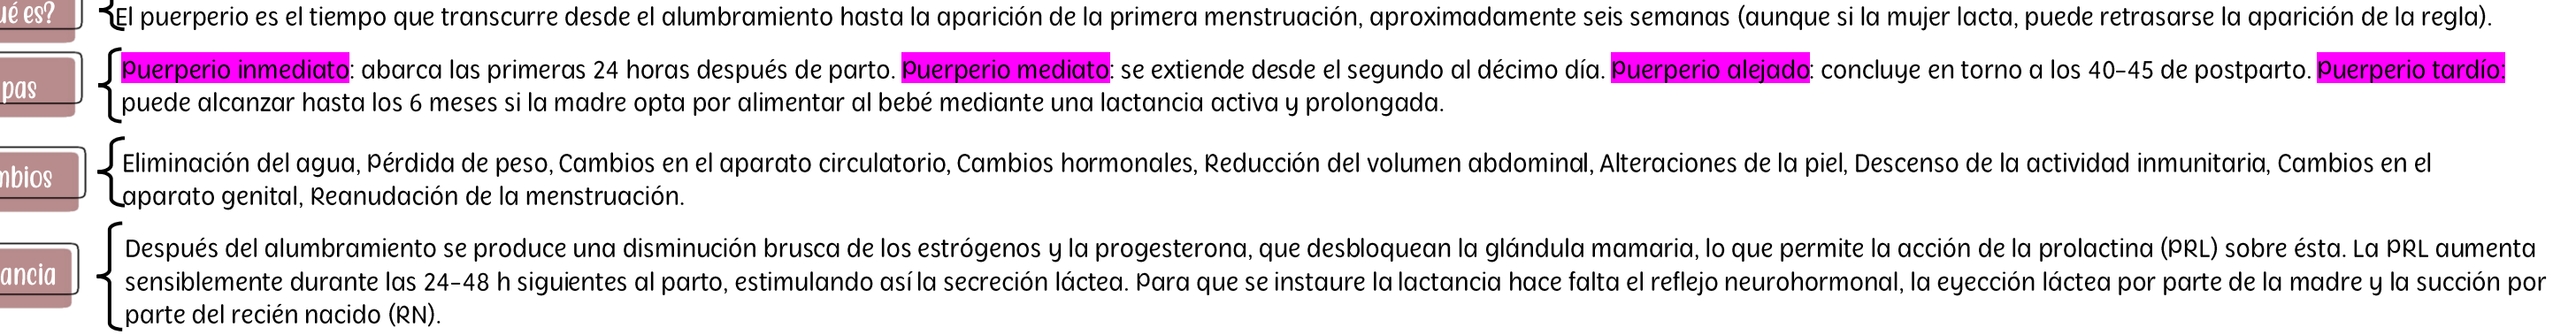 ué es?
El puerperio es el tiempo que transcurre desde el alumbramiento hasta la aparición de la primera menstruación, aproximadamente seis semanas (aunque si la mujer lacta, puede retrasarse la aparición de la regla).
pas
Puerperio inmediato: abarca las primeras 24 horas después de parto. Puerperio mediato: se extiende desde el segundo al décimo día. Puerperio alejado: concluye en torno a los 40-45 de postparto. Puerperio tardío:
puede alcanzar hasta los 6 meses si la madre opta por alimentar al bebé mediante una lactancia activa y prolongada.
mbios
Eliminación del agua, Pérdida de peso, Cambios en el aparato circulatorio, Cambios hormonales, Reducción del volumen abdominal, Alteraciones de la piel, Descenso de la actividad inmunitaria, Cambios en el
aparato genital, Reanudación de la menstruación.
ancia
Después del alumbramiento se produce una disminución brusca de los estrógenos y la progesterona, que desbloquean la glándula mamaria, lo que permite la acción de la prolactina (PRL) sobre ésta. La PRL aumenta
sensiblemente durante las 24-48 h siguientes al parto, estimulando así la secreción láctea. Para que se instaure la lactancia hace falta el reflejo neurohormonal, la eyección láctea por parte de la madre y la succión por
parte del recién nacido (RN).